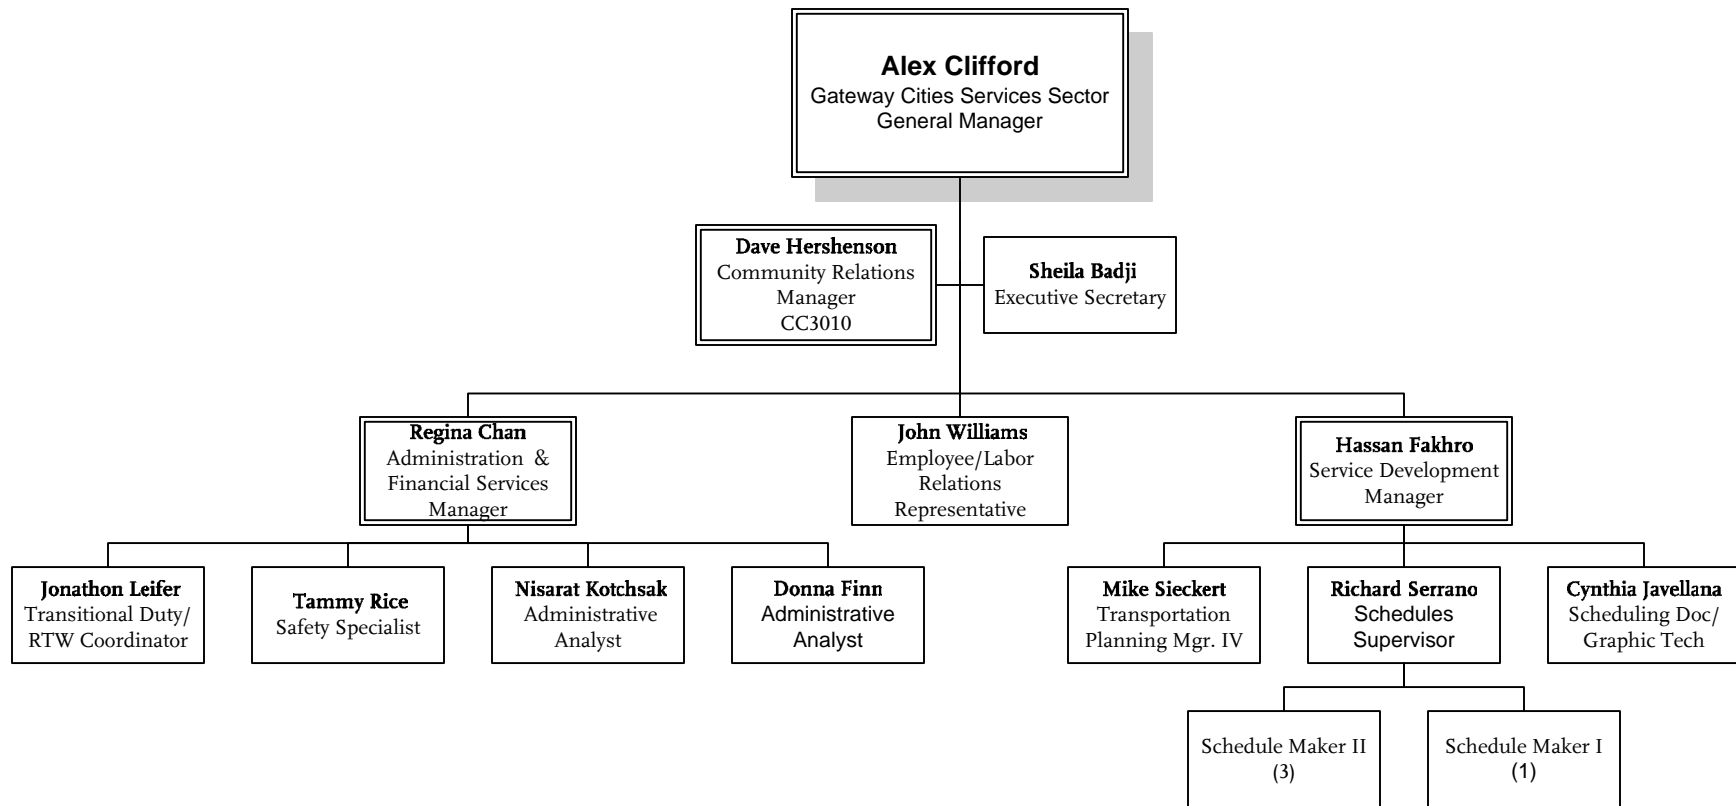 Alex Clifford
Gateway Cities Services Sector
General Manager
Dave Hershenson
Community Relations
Manager
CC3010
Sheila Badji
Executive Secretary
Regina Chan
Administration &
Financial Services
Manager
John Williams
Employee/Labor
Relations
Representative
Hassan Fakhro
Service Development
Manager
Jonathon Leifer
Transitional Duty/
RTW Coordinator
Tammy Rice
Safety Specialist
Nisarat Kotchsak
Administrative
Analyst
Donna Finn
Administrative
Analyst
Mike Sieckert
Transportation
Planning Mgr. IV
Richard Serrano
Schedules
Supervisor
Cynthia Javellana
Scheduling Doc/
Graphic Tech
Schedule Maker II
(3)
Schedule Maker I
(1)